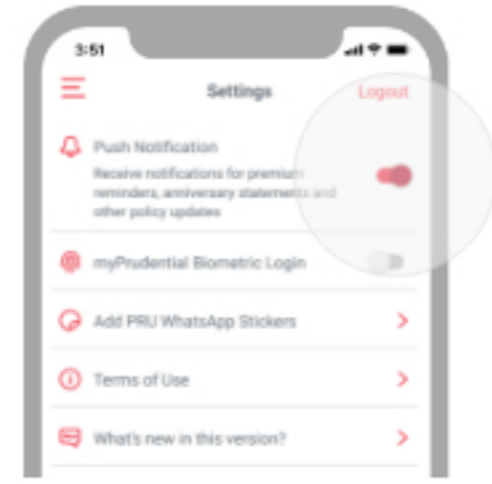 3:51
Settings
Logout
Push Notification
Receive notifications for premium
reminders, anniversary statements and
other policy updates
myPrudential Biometric Login
Add PRU WhatsApp Stickers
Terms of Use
What's new in this version?